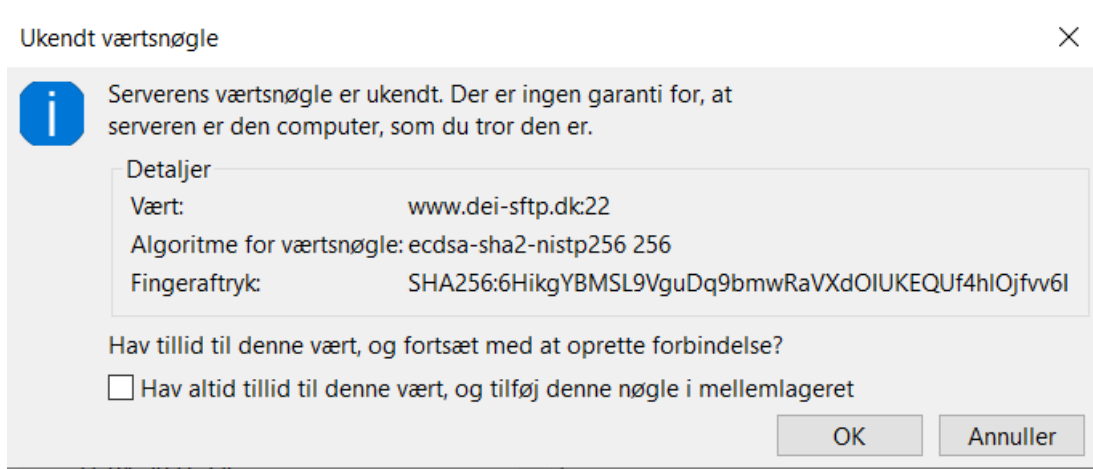 Ukendt værtsnøgle
Serverens værtsnøgle er ukendt. Der er ingen garanti for, at
serveren er den computer, som du tror den er.
Detaljer
Vært: www.dei-sftp.dk:22
Algoritme for værtsnøgle: ecdsa-sha2-nistp256 256
Fingeraftryk: SHA256:6HikgYBMSL9VguDq9bmwRaVXdOIUKEQUf4hIOjfvv6I
Hav tillid til denne vært, og fortsæt med at oprette forbindelse?
Hav altid tillid til denne vært, og tilføj denne nøgle i mellemlageret
OK Annuller